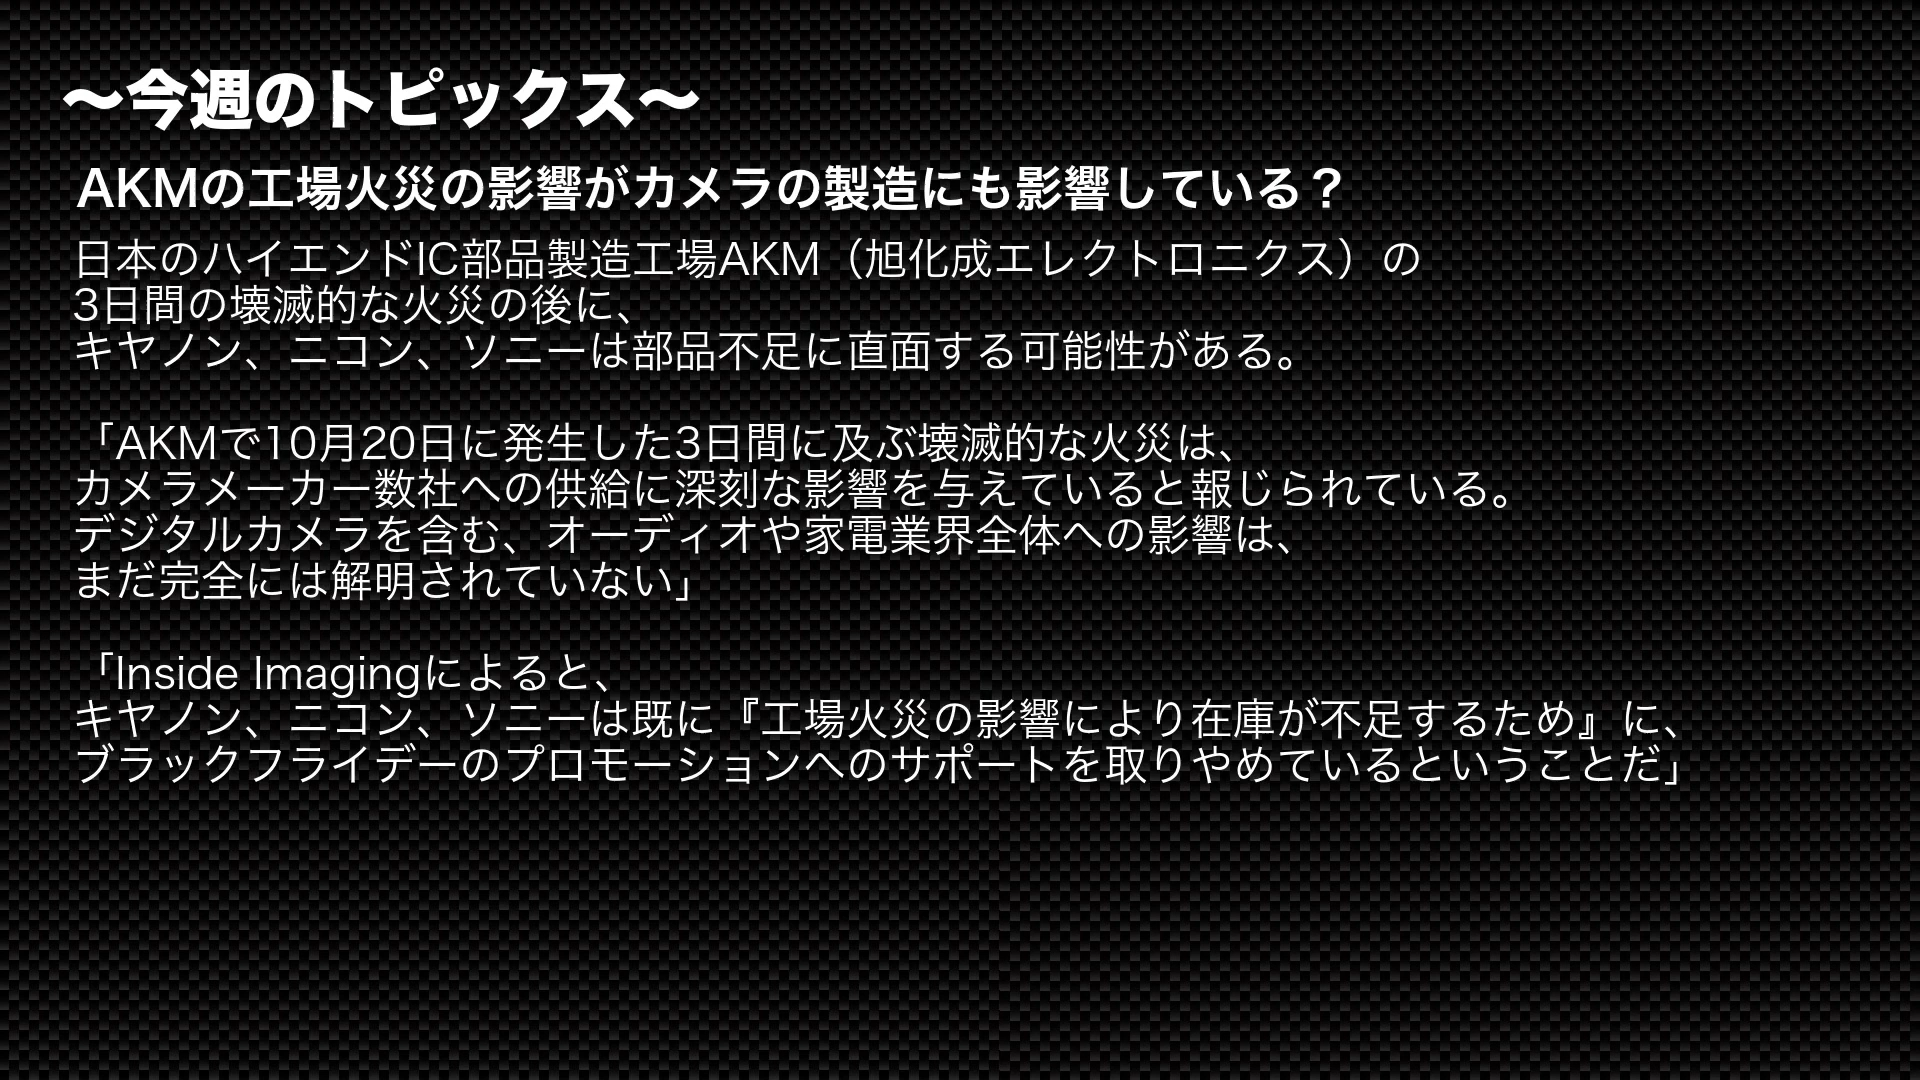 ～今週のトピックス～
AKMの工場火災の影響がカメラの製造にも影響している？
日本のハイエンドIC部品製造工場AKM（旭化成エレクトロニクス）の
3日間の壊滅的な火災の後に、
キヤノン、ニコン、ソニーは部品不足に直面する可能性がある。
「AKMで10月20日に発生した3日間に及ぶ壊滅的な火災は、
カメラメーカー数社への供給に深刻な影響を与えていると報じられている。
デジタルカメラを含む、オーディオや家電業界全体への影響は、
まだ完全には解明されていない」
「Inside Imagingによると、
キヤノン、ニコン、ソニーは既に『工場火災の影響により在庫が不足するため』に、
ブラックフライデーのプロモーションへのサポートを取りやめているということだ」